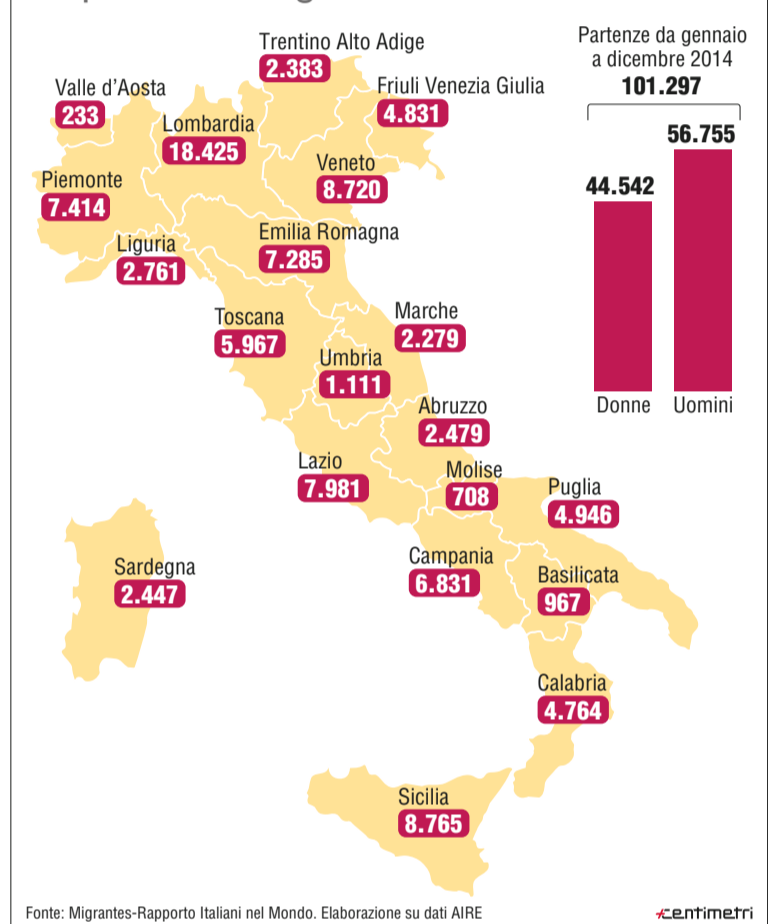 Trentino Alto Adige
2.383
Valle d'Aosta
233
Friuli Venezia Giulia
4.831
Lombardia
18.425
Veneto
8.720
Piemonte
7.414
Liguria
2.761
Emilia Romagna
7.285
Toscana
5.967
Marche
2.279
Umbria
1.111
Abruzzo
2.479
Lazio
7.981
Molise
708
Puglia
4.946
Campania
6.831
Basilicata
967
Sardegna
2.447
Calabria
4.764
Sicilia
8.765
Partenze da gennaio
a dicembre 2014
101.297
56.755
44.542
Donne Uomini
Fonte: Migrantes-Rapporto Italiani nel Mondo. Elaborazione su dati AIRE
centimetri